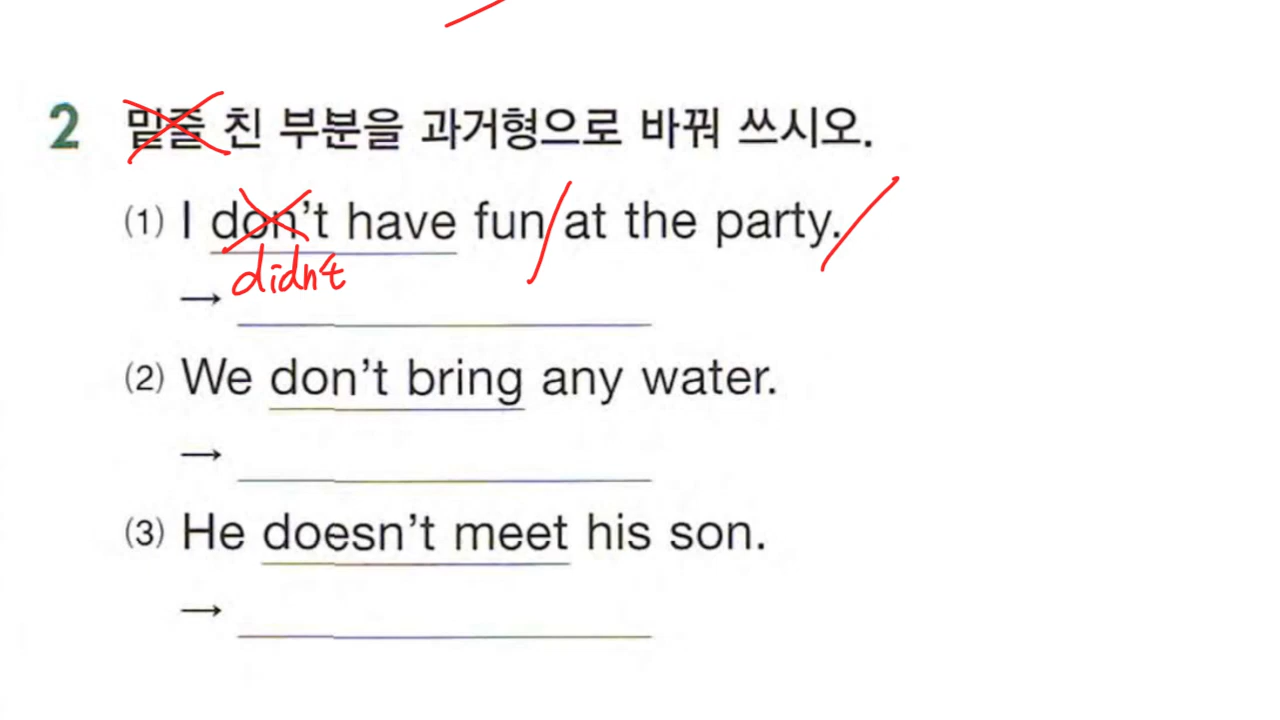 2 밑줄 친 부분을 과거형으로 바꿔 쓰시오.
(1) I don't have fun at the party.
didn't
→
(2) We don't bring any water.
→
(3) He doesn't meet his son.
→